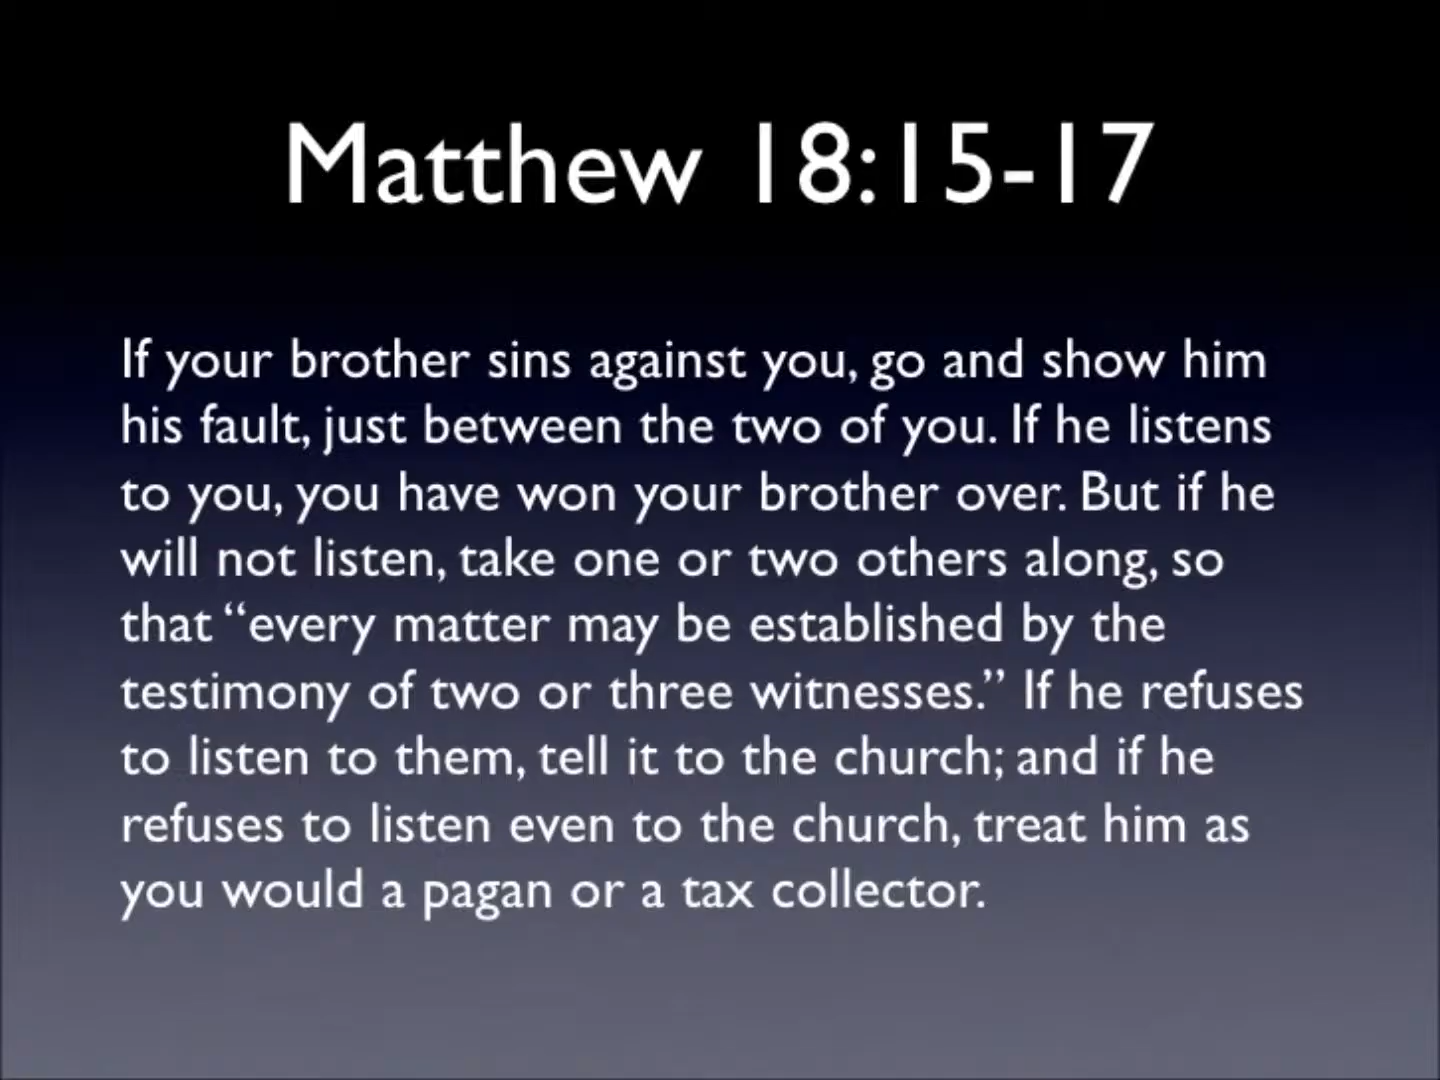 Matthew 18:15-17
If your brother sins against you, go and show him
his fault, just between the two of you. If he listens
to you, you have won your brother over. But if he
will not listen, take one or two others along, so
that “every matter may be established by the
testimony of two or three witnesses.” If he refuses
to listen to them, tell it to the church; and if he
refuses to listen even to the church, treat him as
you would a pagan or a tax collector.